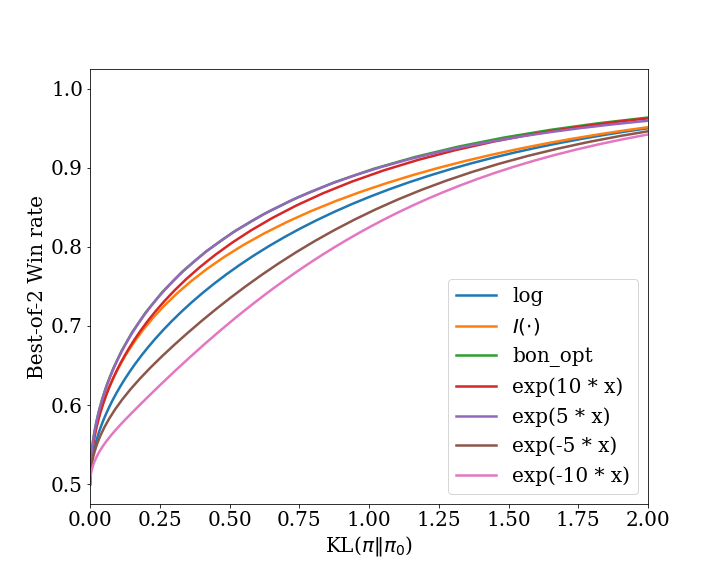 1.0
0.9
0.8
0.7
0.6
0.5
Best-of-2 Win rate
log
I(·)
bon_opt
exp(10 * x)
exp(5 * x)
exp(-5 * x)
exp(-10 * x)
0.00 0.25 0.50 0.75 1.00 1.25 1.50 1.75 2.00
KL(π‖π₀)